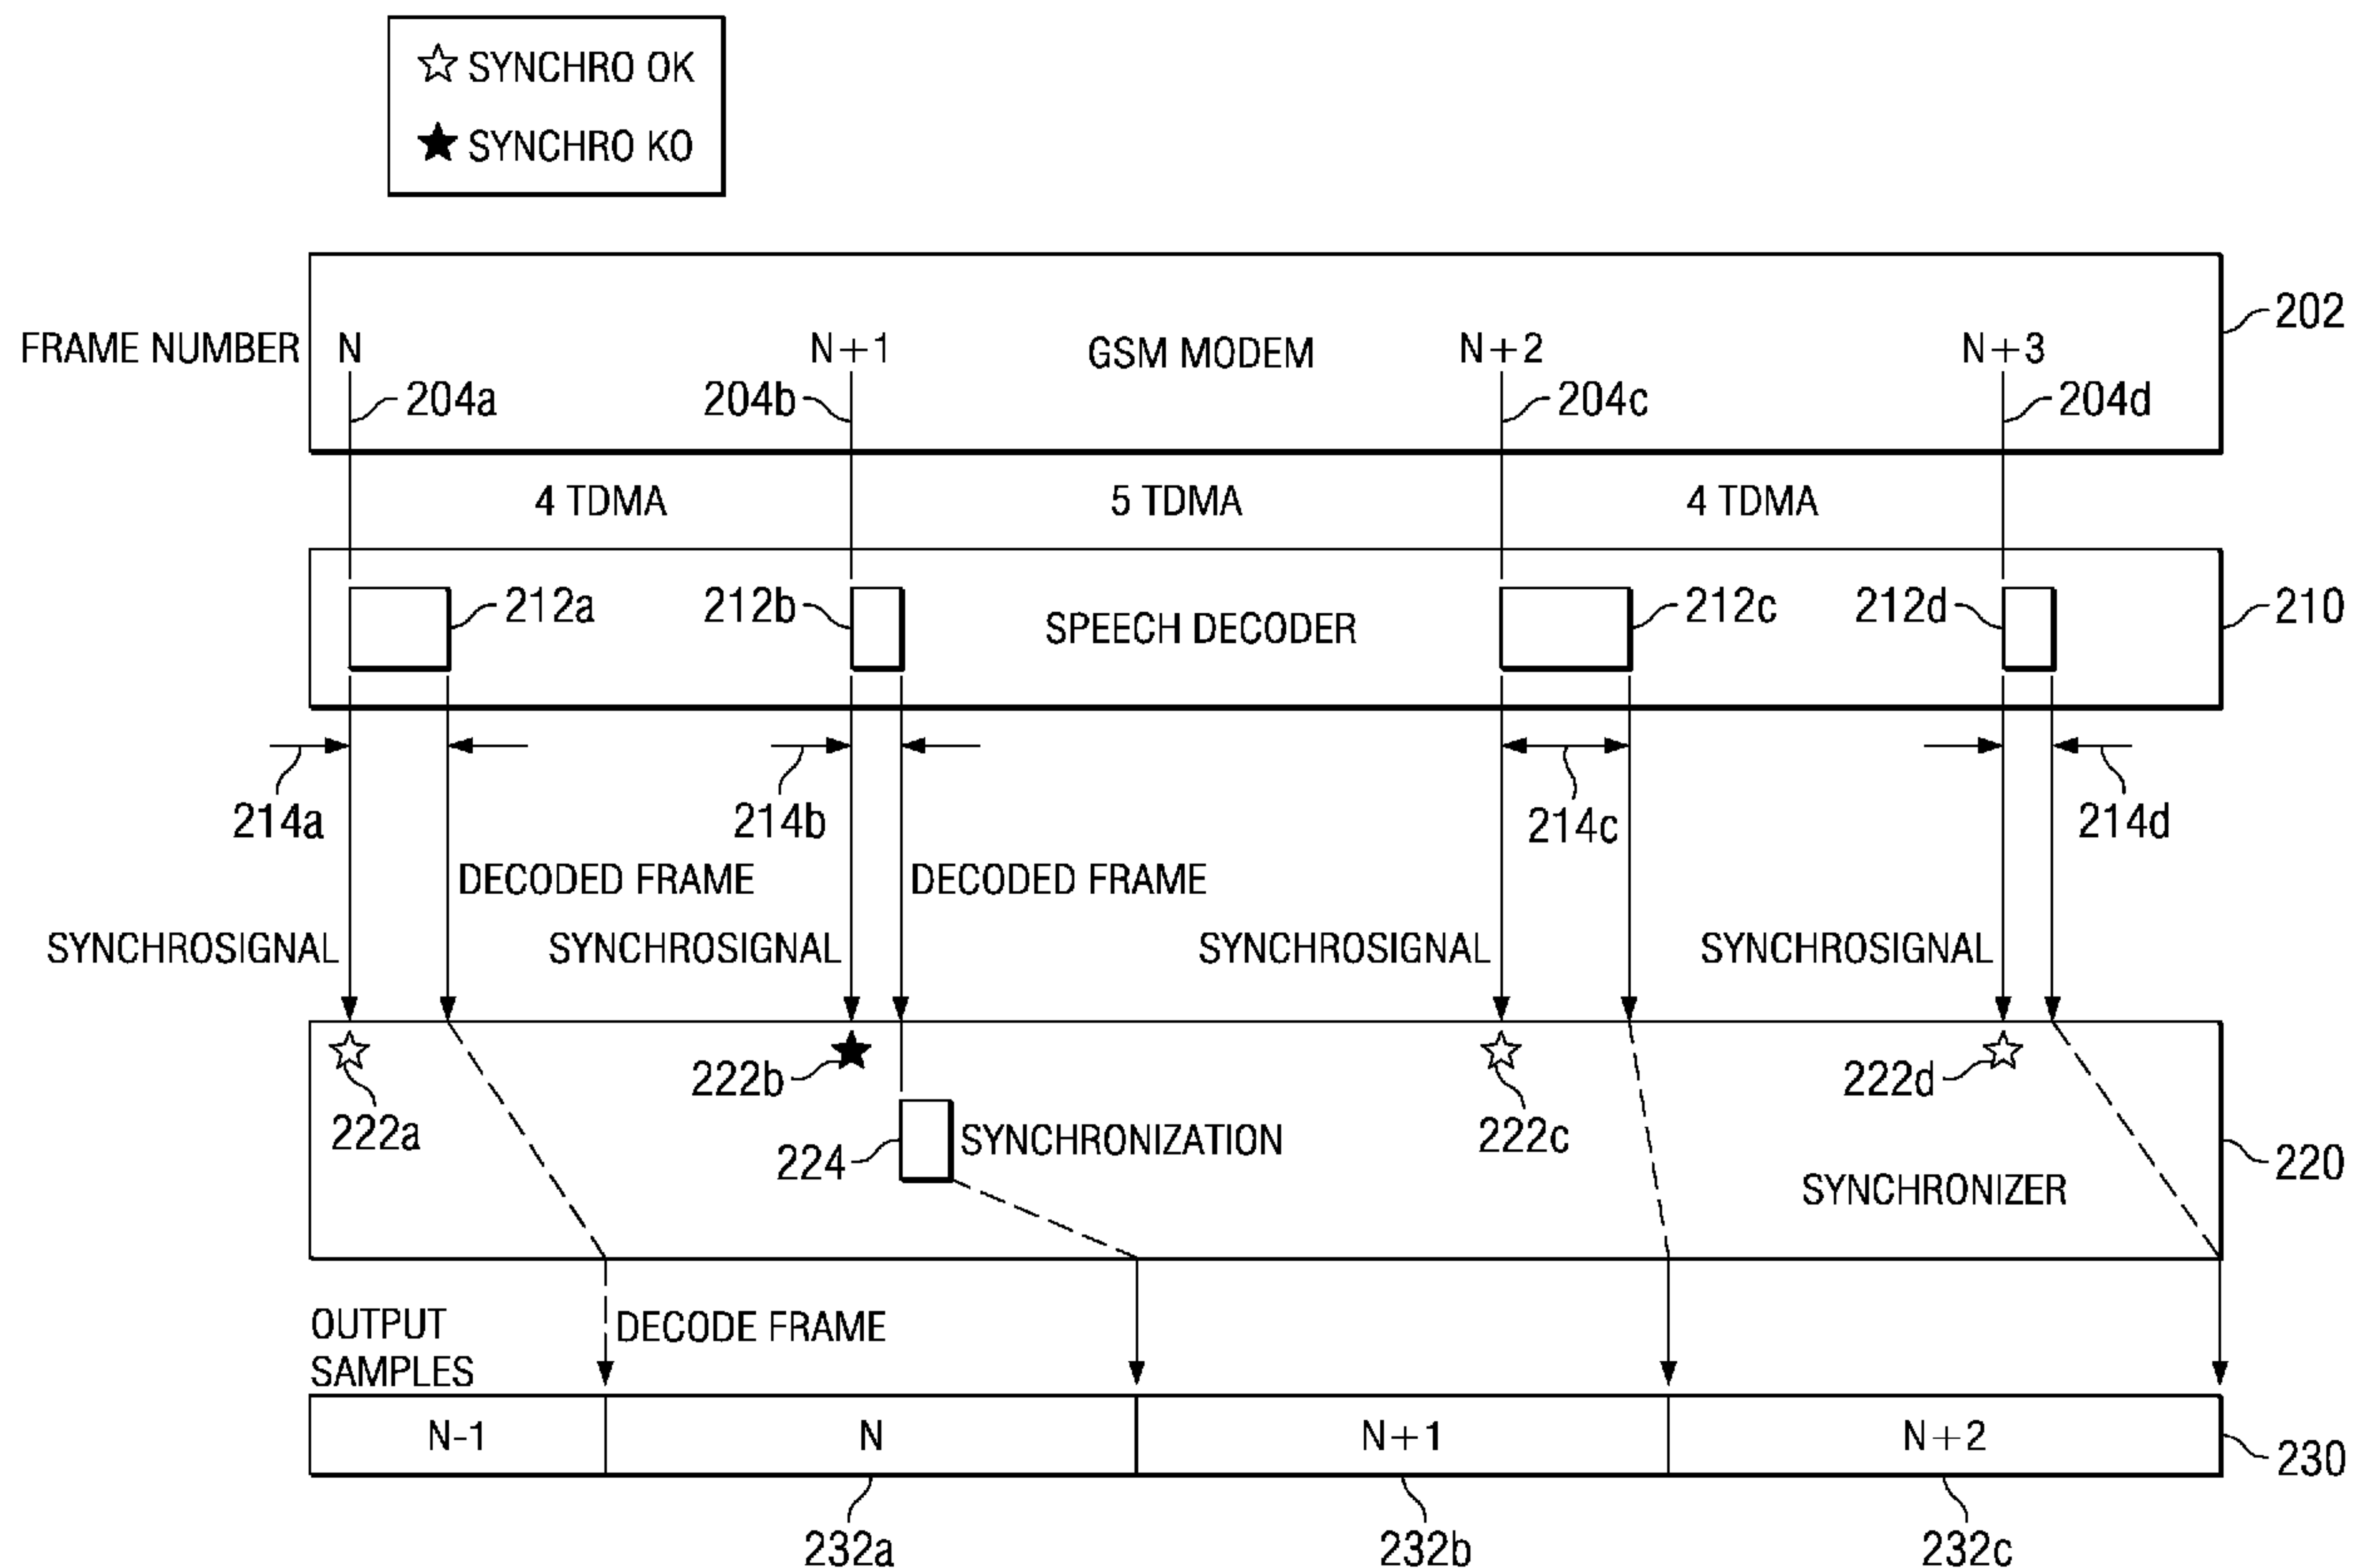 ☆ SYNCHRO OK
★ SYNCHRO KO
202
FRAME NUMBER N N+1 GSM MODEM N+2 N+3
204a 204b 204c 204d
4 TDMA 5 TDMA 4 TDMA
212a 212b SPEECH DECODER 212c 212d 210
214a 214b 214c 214d
DECODED FRAME DECODED FRAME
SYNCHROSIGNAL SYNCHROSIGNAL SYNCHROSIGNAL SYNCHROSIGNAL
222b 222d
222a 224 SYNCHRONIZATION 222c 220
SYNCHRONIZER
OUTPUT
SAMPLES
DECODE FRAME
N-1 N N+1 N+2 230
232a 232b 232c